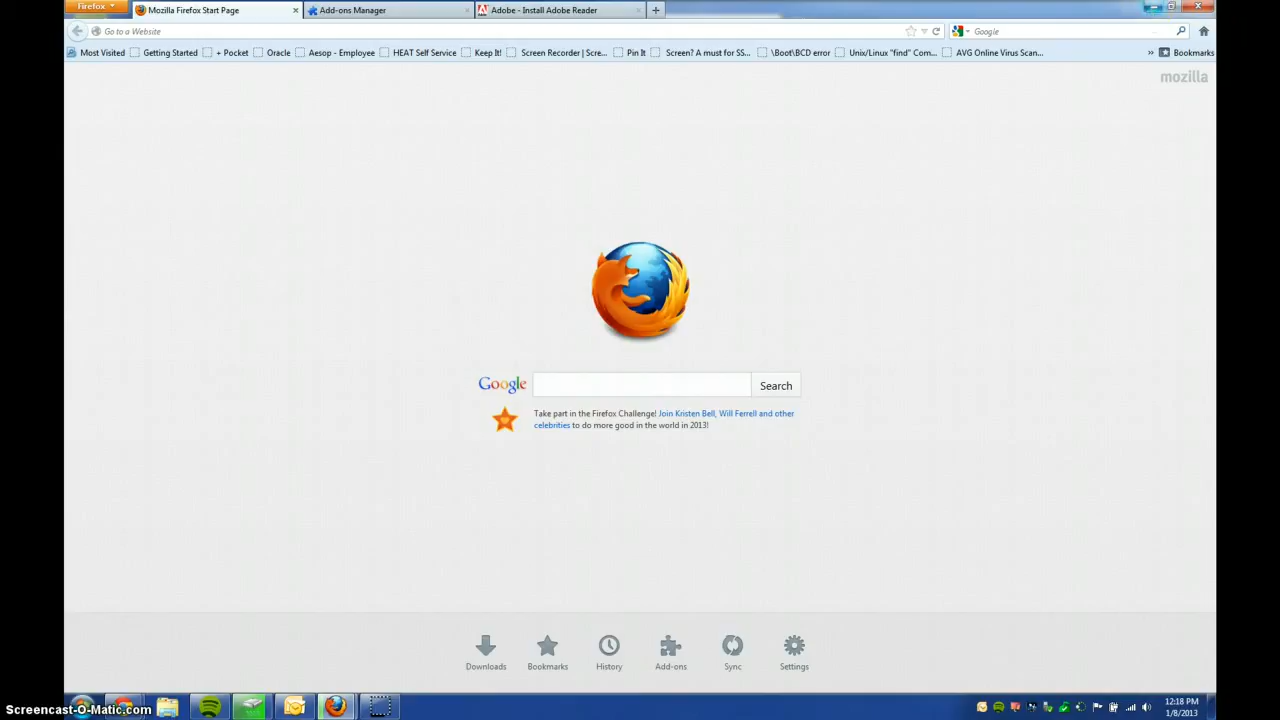 Firefox
Mozilla Firefox Start Page
Add-ons Manager
Adobe - Install Adobe Reader
Go to a Website
Google
Most Visited
Getting Started
+ Pocket
Oracle
Aesop - Employee
HEAT Self Service
Keep It!
Screen Recorder | Scre...
Pin It
Screen? A must for SS...
\Boot\BCD error
Unix/Linux "find" Com...
AVG Online Virus Scan...
Bookmarks
mozilla
Google
Search
Take part in the Firefox Challenge! Join Kristen Bell, Will Ferrell and other
celebrities to do more good in the world in 2013!
Downloads
Bookmarks
History
Add-ons
Sync
Settings
12:18 PM
1/8/2013
Screencast-O-Matic.com